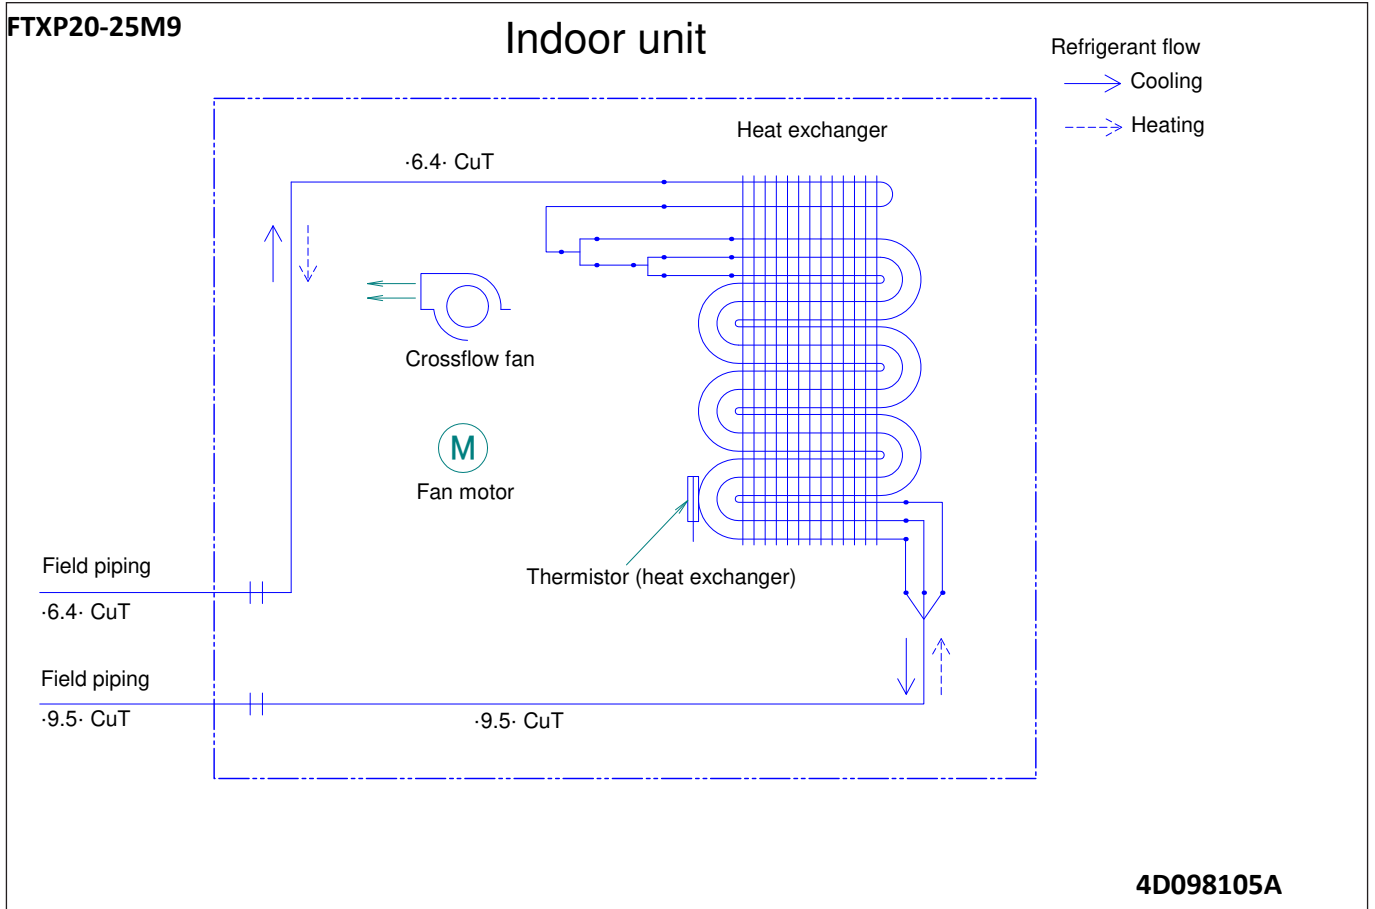 FTXP20-25M9
Indoor unit
Refrigerant flow
Cooling
Heating
Heat exchanger
·6.4· CuT
Crossflow fan
M
Fan motor
Thermistor (heat exchanger)
Field piping
·6.4· CuT
Field piping
·9.5· CuT
·9.5· CuT
4D098105A